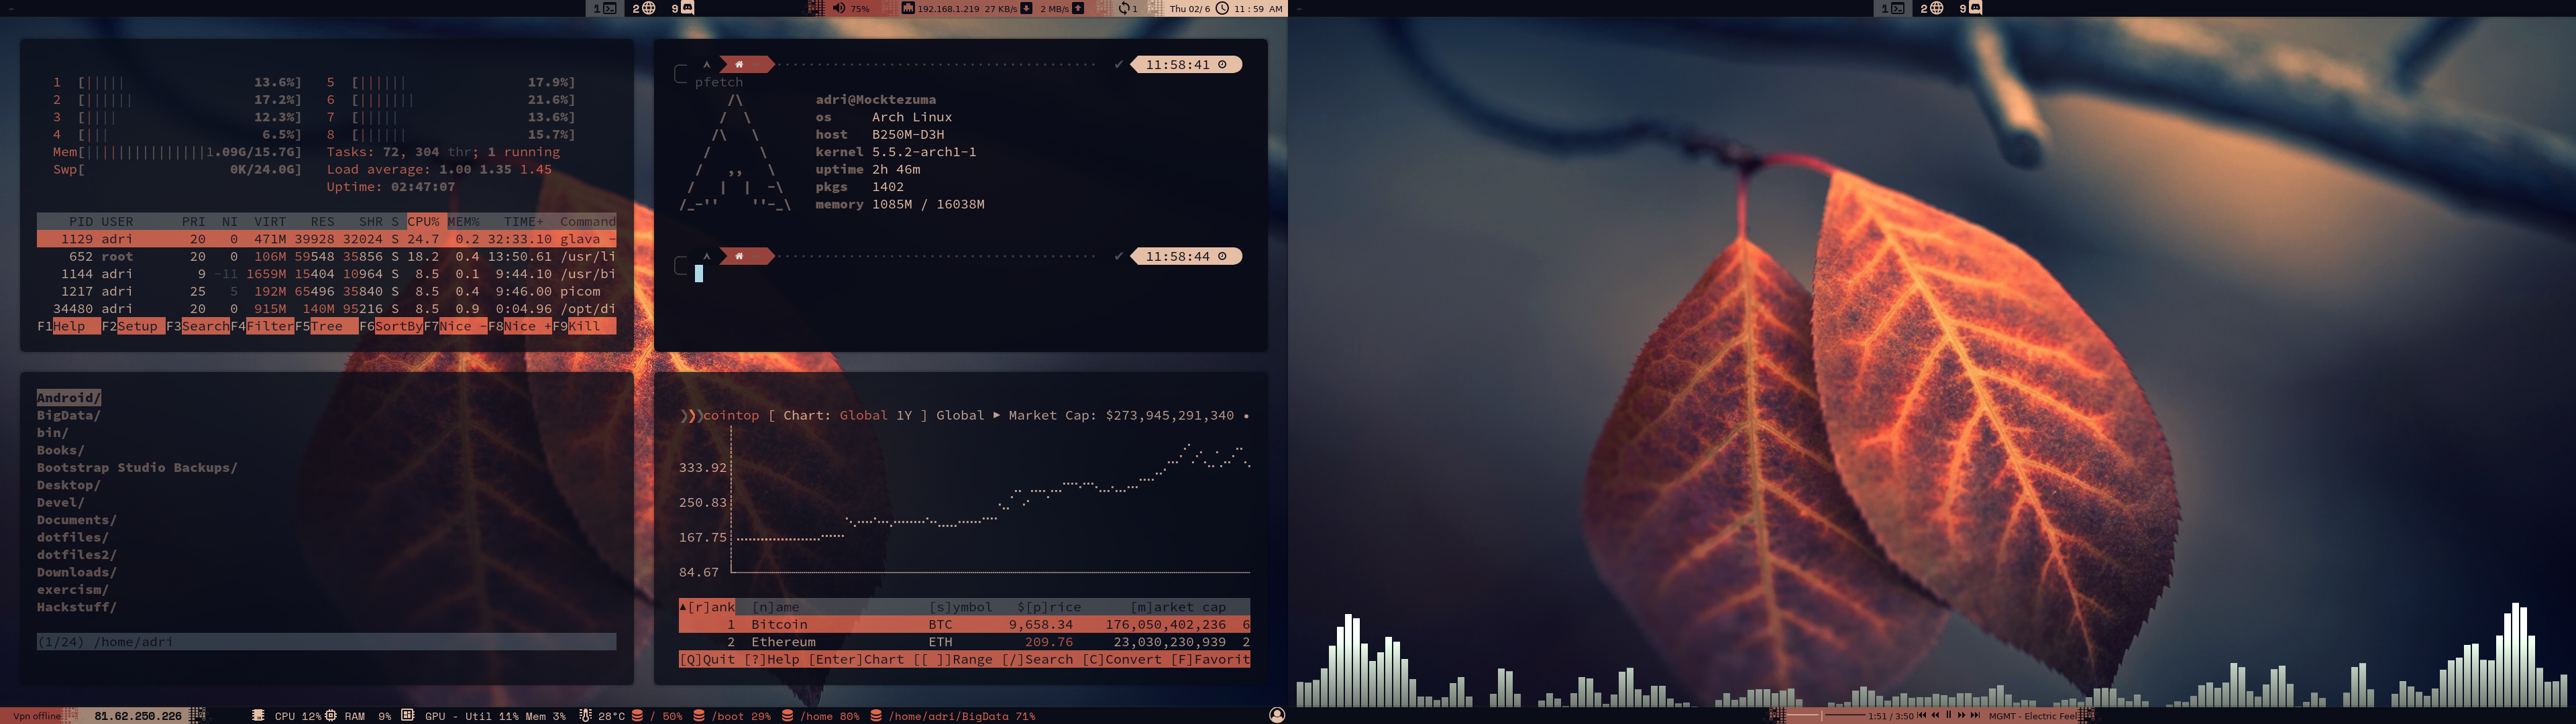 1 2 9 75% 192.168.1.219 27 KB/s 2 MB/s 1 Thu 02/ 6 11 : 59 AM
1 2 9
1 [||||| 13.6%] 5 [|||||| 17.9%]
2 [|||||| 17.2%] 6 [||||||| 21.6%]
3 [|||| 12.3%] 7 [||||| 13.6%]
4 [||| 6.5%] 8 [|||||| 15.7%]
Mem[|||||||||||||||1.09G/15.7G] Tasks: 72, 304 thr; 1 running
Swp[ 0K/24.0G] Load average: 1.00 1.35 1.45
Uptime: 02:47:07
PID USER PRI NI VIRT RES SHR S CPU% MEM% TIME+ Command
1129 adri 20 0 471M 39928 32024 S 24.7 0.2 32:33.10 glava -
652 root 20 0 106M 59548 35856 S 18.2 0.4 13:50.61 /usr/li
1144 adri 9 -11 1659M 15404 10964 S 8.5 0.1 9:44.10 /usr/bi
1217 adri 25 5 192M 65496 35840 S 8.5 0.4 9:46.00 picom
34480 adri 20 0 915M 140M 95216 S 8.5 0.9 0:04.96 /opt/di
F1Help F2Setup F3SearchF4FilterF5Tree F6SortByF7Nice -F8Nice +F9Kill
11:58:41
pfetch
/\ adri@Mocktezuma
/ \ os Arch Linux
/\ \ host B250M-D3H
/ \ kernel 5.5.2-arch1-1
/ ,, \ uptime 2h 46m
/ | | -\ pkgs 1402
/_-'' ''-_\ memory 1085M / 16038M
11:58:44
Android/
BigData/
bin/
Books/
Bootstrap Studio Backups/
Desktop/
Devel/
Documents/
dotfiles/
dotfiles2/
Downloads/
exercism/
Hackstuff/
(1/24) /home/adri
❯❯❯cointop [ Chart: Global 1Y ] Global ▶ Market Cap: $273,945,291,340 •
333.92
250.83
167.75
84.67
▲[r]ank [n]ame [s]ymbol $[p]rice [m]arket cap
1 Bitcoin BTC 9,658.34 176,050,402,236 6
2 Ethereum ETH 209.76 23,030,230,939 2
[Q]Quit [?]Help [Enter]Chart [[ ]]Range [/]Search [C]Convert [F]Favorit
Vpn offline 81.62.250.226 CPU 12% RAM 9% GPU - Util 11% Mem 3% 28°C / 50% /boot 29% /home 80% /home/adri/BigData 71%
1:51 / 3:50 MGMT - Electric Feel